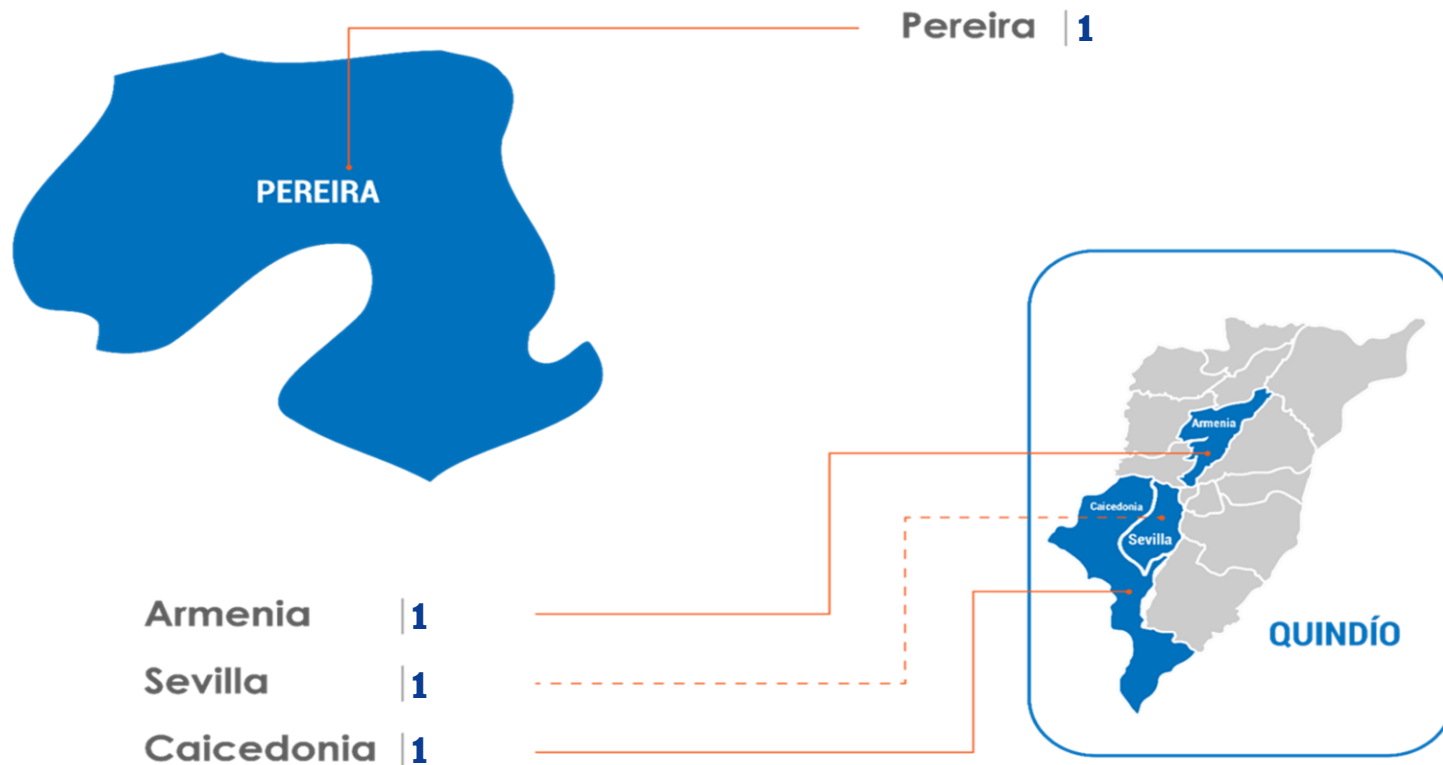 Pereira | 1
PEREIRA
Armenia
Caicedonia
Sevilla
QUINDÍO
Armenia | 1
Sevilla | 1
Caicedonia | 1